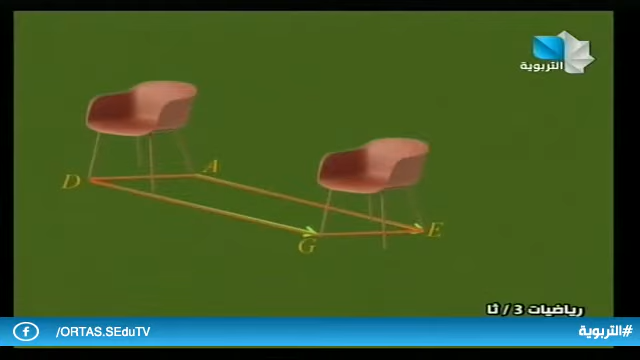 التربوية
A
D
E
G
رياضيات 3 / ثا
/ORTAS.SEduTV
#التربوية